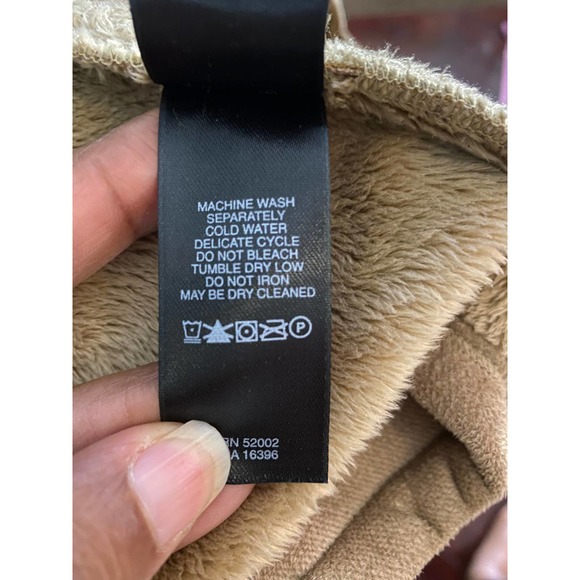 MACHINE WASH
SEPARATELY
COLD WATER
DELICATE CYCLE
DO NOT BLEACH
TUMBLE DRY LOW
DO NOT IRON
MAY BE DRY CLEANED
P
52002
16396